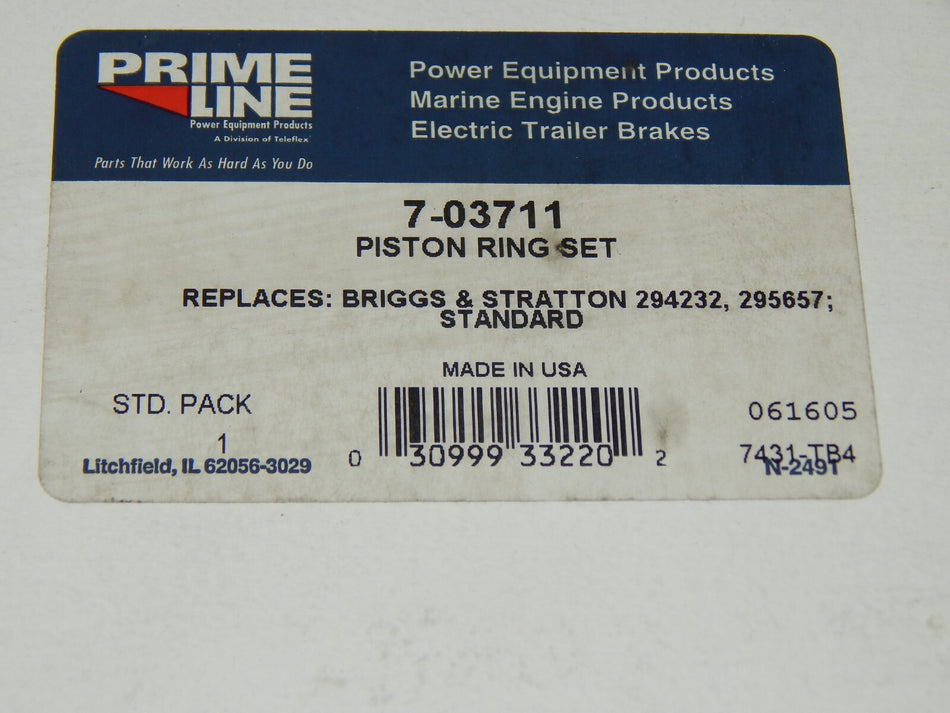 PRIME
LINE
Power Equipment Products
A Division of Teleflex
Parts That Work As Hard As You Do
Power Equipment Products
Marine Engine Products
Electric Trailer Brakes
7-03711
PISTON RING SET
REPLACES: BRIGGS & STRATTON 294232, 295657;
STANDARD
MADE IN USA
STD. PACK
1
Litchfield, IL 62056-3029
0 30999 33220 2
061605
7431-TB4
N-2491